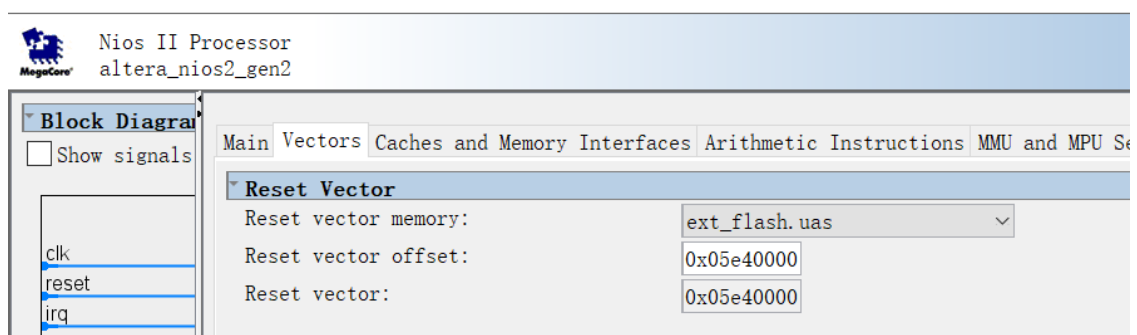 Nios II Processor
MegaCore® altera_nios2_gen2
Block Diagra
Show signals
Main Vectors Caches and Memory Interfaces Arithmetic Instructions MMU and MPU Se
Reset Vector
Reset vector memory: ext_flash.uas
Reset vector offset: 0x05e40000
Reset vector: 0x05e40000
clk
reset
irq